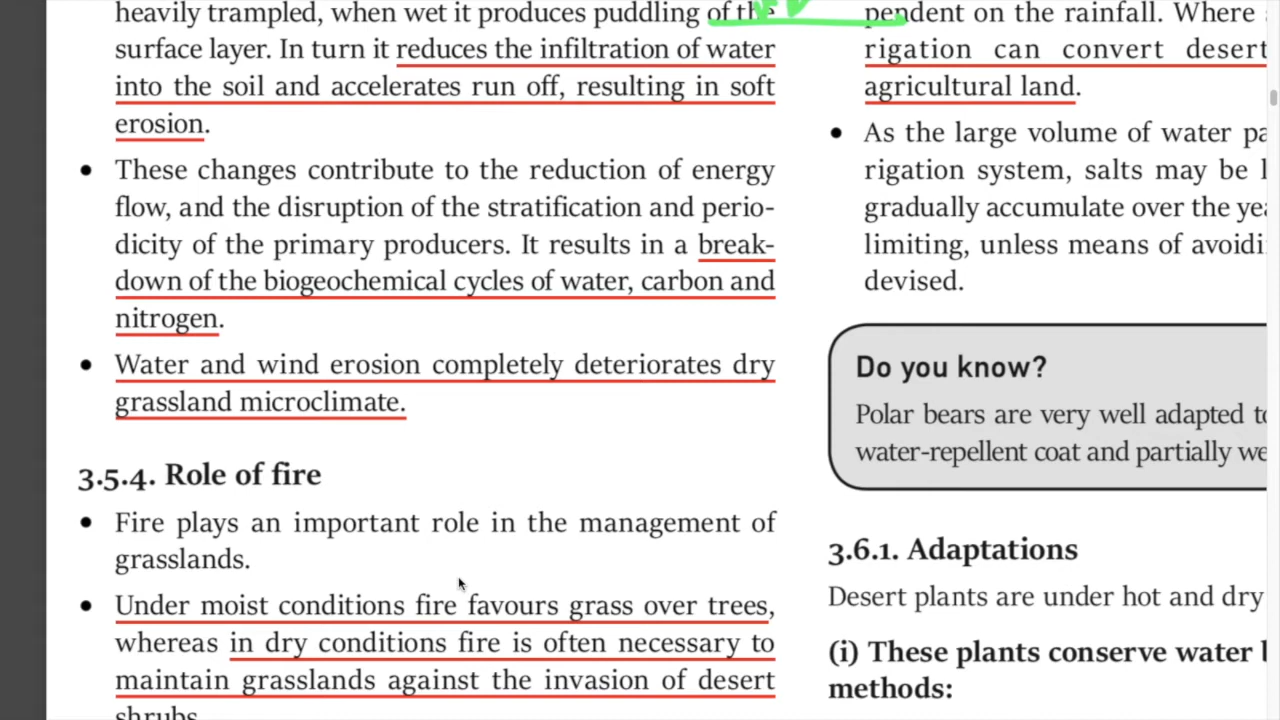 heavily trampled, when wet it produces puddling of the
surface layer. In turn it reduces the infiltration of water
into the soil and accelerates run off, resulting in soft
erosion.
• These changes contribute to the reduction of energy
flow, and the disruption of the stratification and perio-
dicity of the primary producers. It results in a break-
down of the biogeochemical cycles of water, carbon and
nitrogen.
• Water and wind erosion completely deteriorates dry
grassland microclimate.
3.5.4. Role of fire
• Fire plays an important role in the management of
grasslands.
• Under moist conditions fire favours grass over trees,
whereas in dry conditions fire is often necessary to
maintain grasslands against the invasion of desert
shrubs.
pendent on the rainfall. Where
rigation can convert desert
agricultural land.
• As the large volume of water pa
rigation system, salts may be
gradually accumulate over the yea
limiting, unless means of avoidi
devised.
Do you know?
Polar bears are very well adapted to
water-repellent coat and partially we
3.6.1. Adaptations
Desert plants are under hot and dry
(i) These plants conserve water
methods: